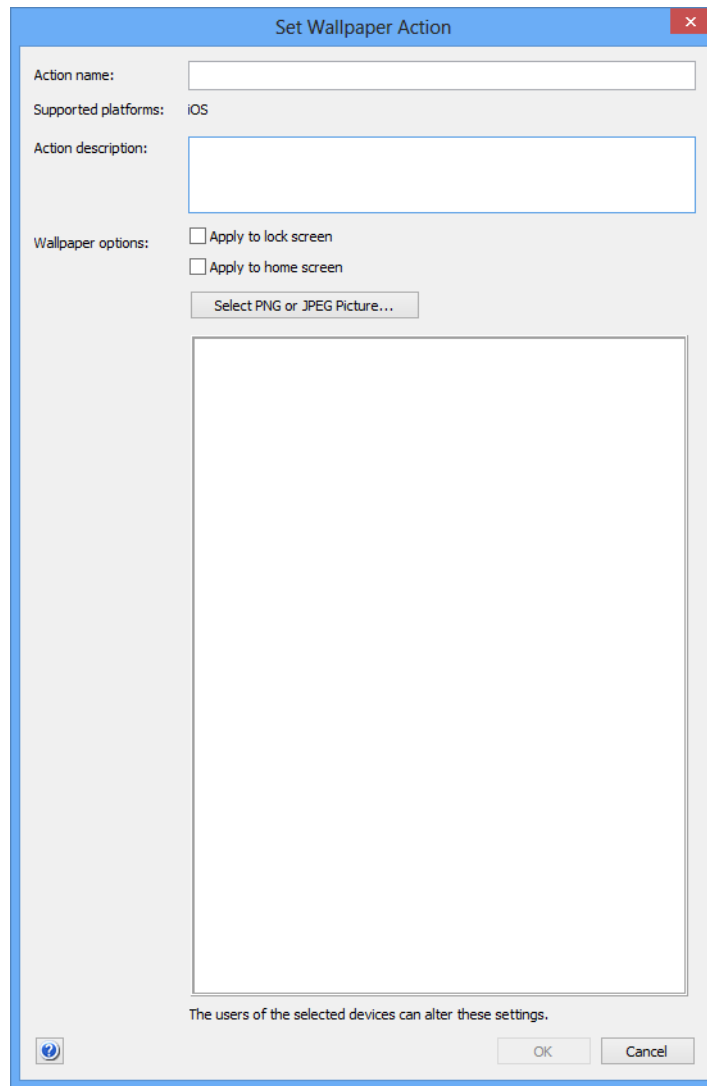 Set Wallpaper Action
Action name:
Supported platforms: iOS
Action description:
Wallpaper options:
Apply to lock screen
Apply to home screen
Select PNG or JPEG Picture...
The users of the selected devices can alter these settings.
OK Cancel